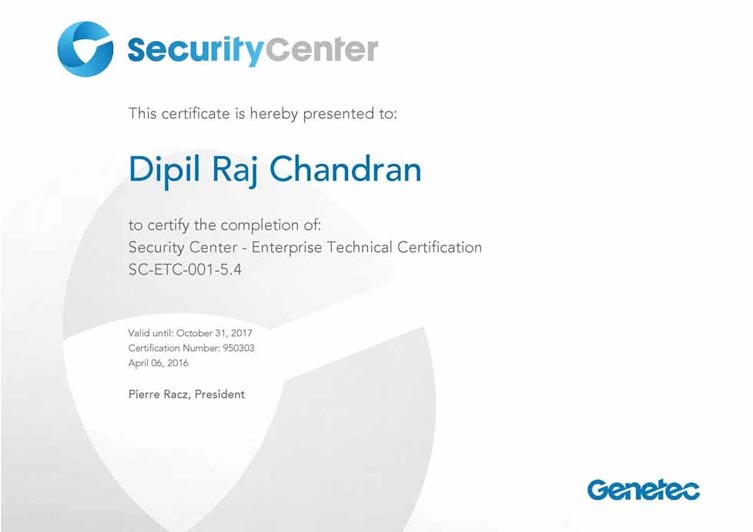 SecurityCenter
This certificate is hereby presented to:
Dipil Raj Chandran
to certify the completion of:
Security Center - Enterprise Technical Certification
SC-ETC-001-5.4
Valid until: October 31, 2017
Certification Number: 950303
April 06, 2016
Pierre Racz, President
Genetec